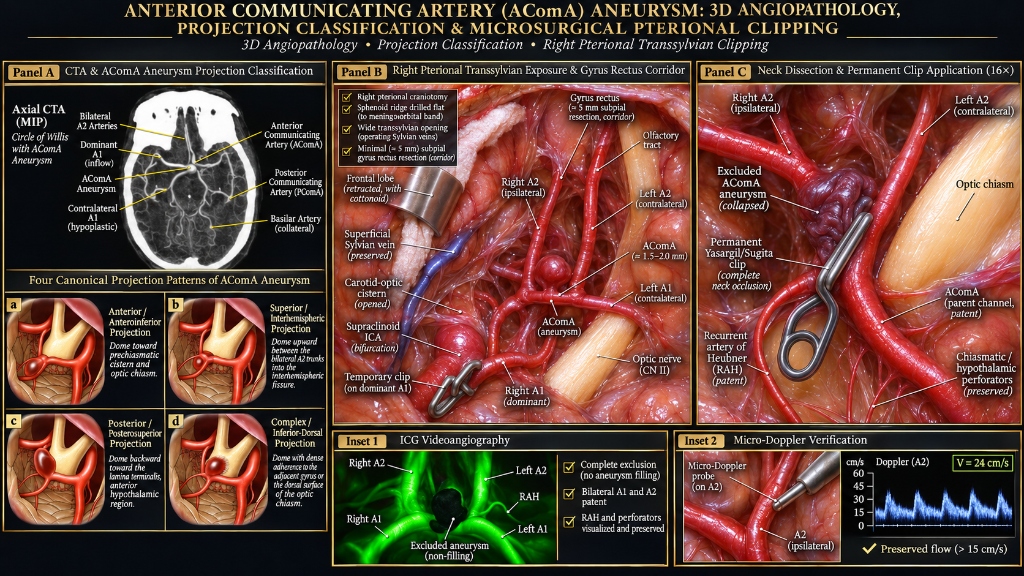 ANTERIOR COMMUNICATING ARTERY (AComA) ANEURYSM: 3D ANGIOPATHOLOGY,
PROJECTION CLASSIFICATION & MICROSURGICAL PTERIONAL CLIPPING
3D Angiopathology • Projection Classification • Right Pterional Transsylvian Clipping
Panel A
CTA & AComA Aneurysm Projection Classification
Axial CTA
(MIP)
Circle of Willis
with AComA
Aneurysm
Bilateral
A2 Arteries
Dominant
A1
(inflow)
AComA
Aneurysm
Contralateral
A1
(hypoplastic)
Anterior
Communicating
Artery (AComA)
Posterior
Communicating
Artery (PComA)
Basilar Artery
(collateral)
Four Canonical Projection Patterns of AComA Aneurysm
a
Anterior /
Anteroinferior
Projection
Dome toward
prechiasmatic
cistern and
optic chiasm.
b
Superior /
Interhemispheric
Projection
Dome upward
between the
bilateral A2 trunks
into the
interhemispheric
fissure.
c
Posterior /
Posterosuperior
Projection
Dome backward
toward the
lamina terminalis,
anterior
hypothalamic
region.
d
Complex /
Inferior-Dorsal
Projection
Dome with dense
adherence to the
adjacent gyrus or
the dorsal surface
of the optic
chiasm.
Panel B
Right Pterional Transsylvian Exposure & Gyrus Rectus Corridor
Right pterional craniotomy
Sphenoid ridge drilled flat
(to meningoorbital band)
Wide transsylvian opening
(operating Sylvian veins)
Minimal (≈ 5 mm) subpial
gyrus rectus resection (corridor)
Gyrus rectus
(≈ 5 mm subpial
resection, corridor)
Olfactory
tract
Frontal lobe
(retracted, with
cottonoid)
Right A2
(ipsilateral)
Left A2
(contralateral)
Superficial
Sylvian vein
(preserved)
AComA
(≈ 1.5–2.0 mm)
Carotid-optic
cistern
(opened)
Left A1
(contralateral)
Supraclinoid
ICA
(bifurcation)
AComA
(aneurysm)
Optic nerve
(CN II)
Temporary clip
(on dominant A1)
Right A1
(dominant)
Panel C
Neck Dissection & Permanent Clip Application (16×)
Right A2
(ipsilateral)
Left A2
(contralateral)
Excluded
AComA
aneurysm
(collapsed)
Optic chiasm
Permanent
Yasargil/Sugita
clip
(complete
neck occlusion)
AComA
(parent channel,
patent)
Recurrent
artery of
Heubner
(RAH)
(patent)
Chiasmatic /
hypothalamic
perforators
(preserved)
Inset 1
ICG Videoangiography
Right A2
Left A2
RAH
Right A1
Left A1
Excluded aneurysm
(non-filling)
Complete exclusion
(no aneurysm filling)
Bilateral A1 and A2
patent
RAH and perforators
visualized and preserved
Inset 2
Micro-Doppler Verification
Micro-Doppler
probe
(on A2)
A2
(ipsilateral)
cm/s
Doppler (A2)
V = 24 cm/s
60
45
30
15
0
Preserved flow (> 15 cm/s)